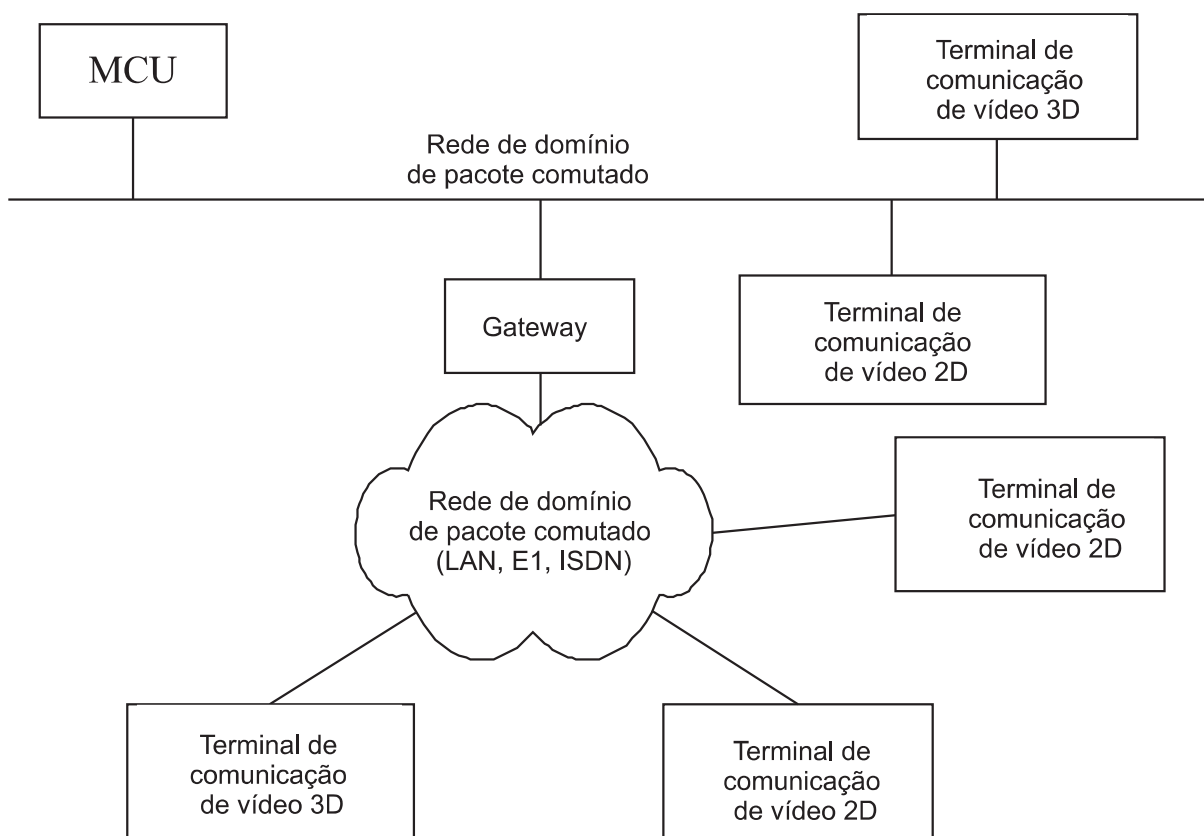 MCU
Terminal de
comunicação
de vídeo 3D
Rede de domínio
de pacote comutado
Gateway
Terminal de
comunicação
de vídeo 2D
Rede de domínio
de pacote comutado
(LAN, E1, ISDN)
Terminal de
comunicação
de vídeo 2D
Terminal de
comunicação
de vídeo 3D
Terminal de
comunicação
de vídeo 2D